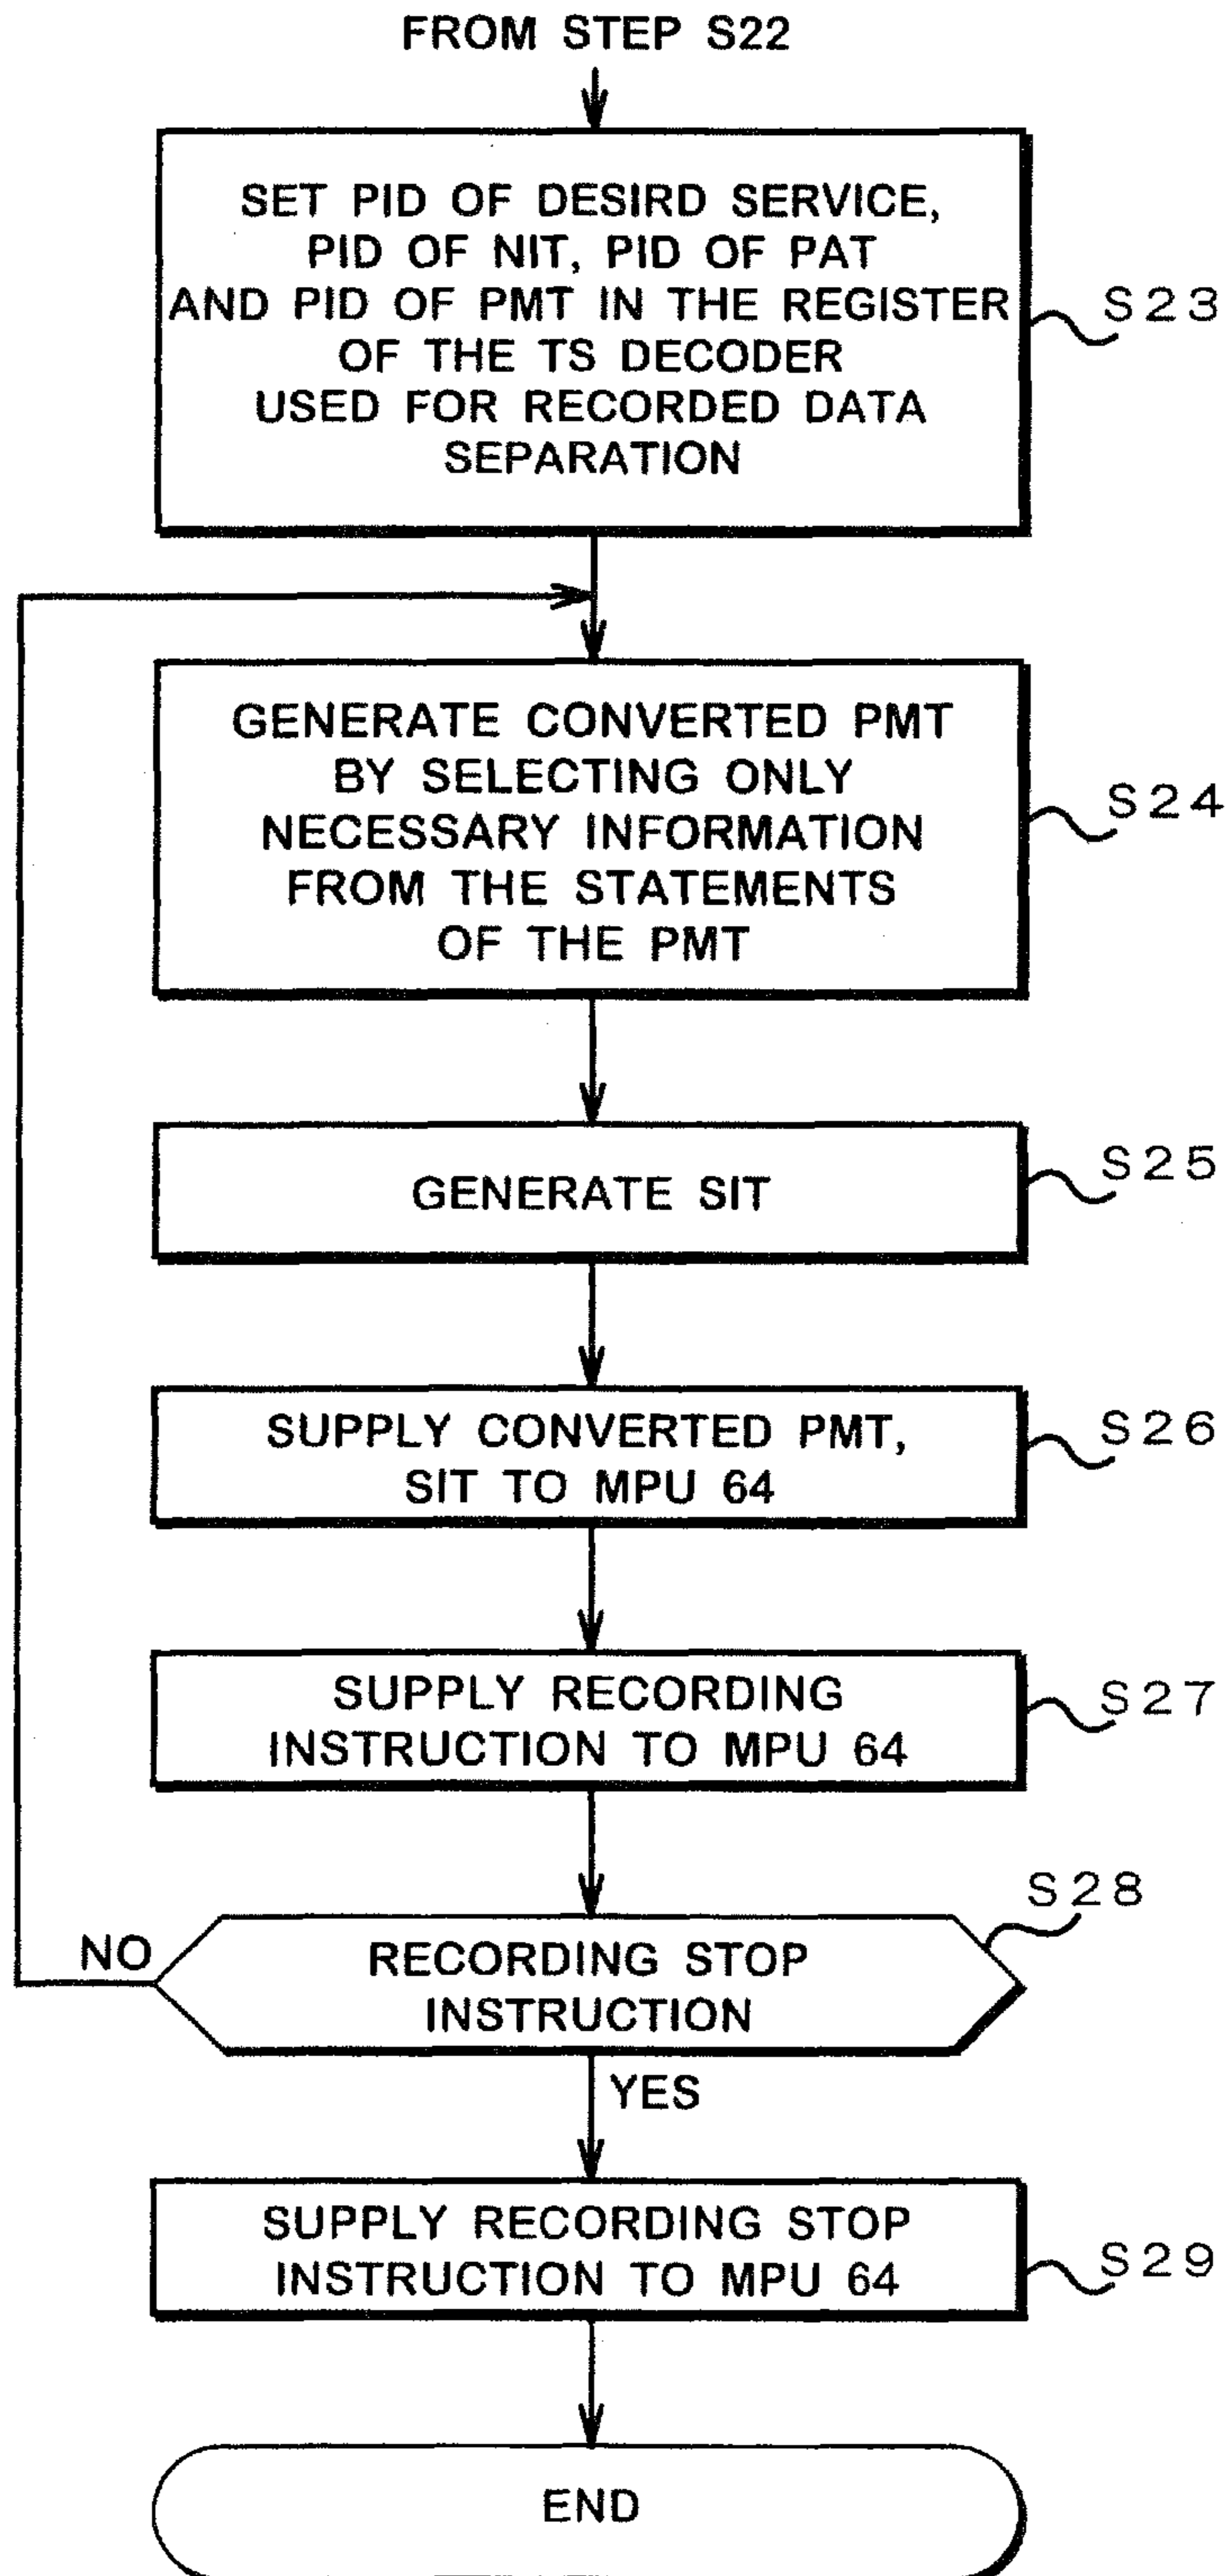 FROM STEP S22
SET PID OF DESIRD SERVICE,
PID OF NIT, PID OF PAT
AND PID OF PMT IN THE REGISTER
OF THE TS DECODER
USED FOR RECORDED DATA
SEPARATION
S23
GENERATE CONVERTED PMT
BY SELECTING ONLY
NECESSARY INFORMATION
FROM THE STATEMENTS
OF THE PMT
S24
GENERATE SIT
S25
SUPPLY CONVERTED PMT,
SIT TO MPU 64
S26
SUPPLY RECORDING
INSTRUCTION TO MPU 64
S27
S28
NO
RECORDING STOP
INSTRUCTION
YES
SUPPLY RECORDING STOP
INSTRUCTION TO MPU 64
S29
END